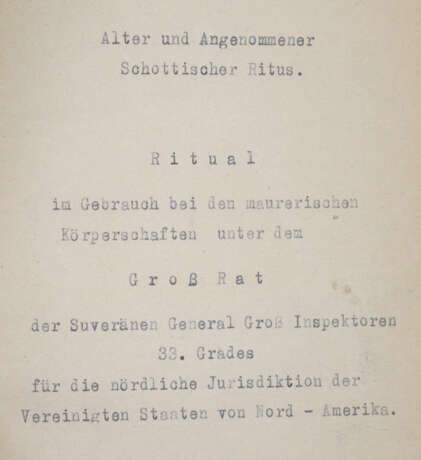 Alter und Angenommener
Schottischer Ritus.
Ritual
im Gebrauch bei den maurerischen
Körperschaften unter dem
Groß Rat
der Suveränen General Groß Inspektoren
33. Grades
für die nördliche Jurisdiktion der
Vereinigten Staaten von Nord - Amerika.